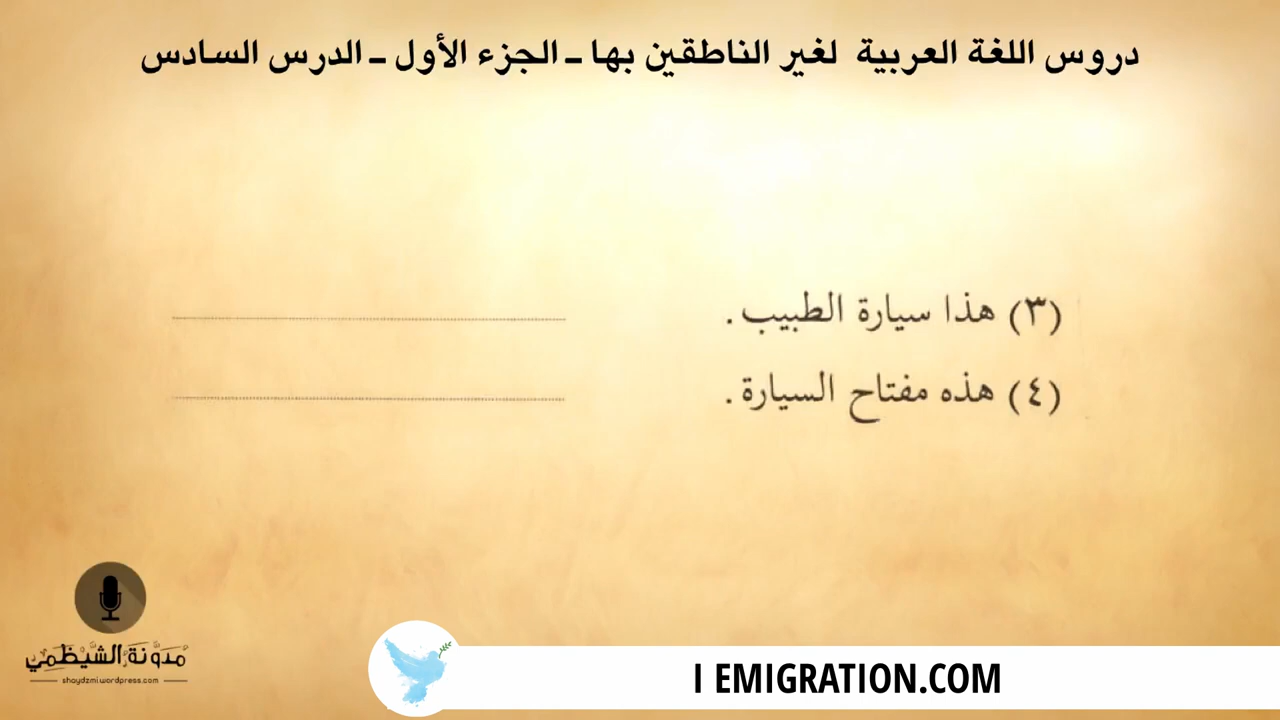 دروس اللغة العربية لغير الناطقين بها ـ الجزء الأول ـ الدرس السادس
(٣) هذا سيارة الطبيب.
(٤) هذه مفتاح السيارة.
مدونة الشيظمي
shaydzmi.wordpress.com
I EMIGRATION.COM